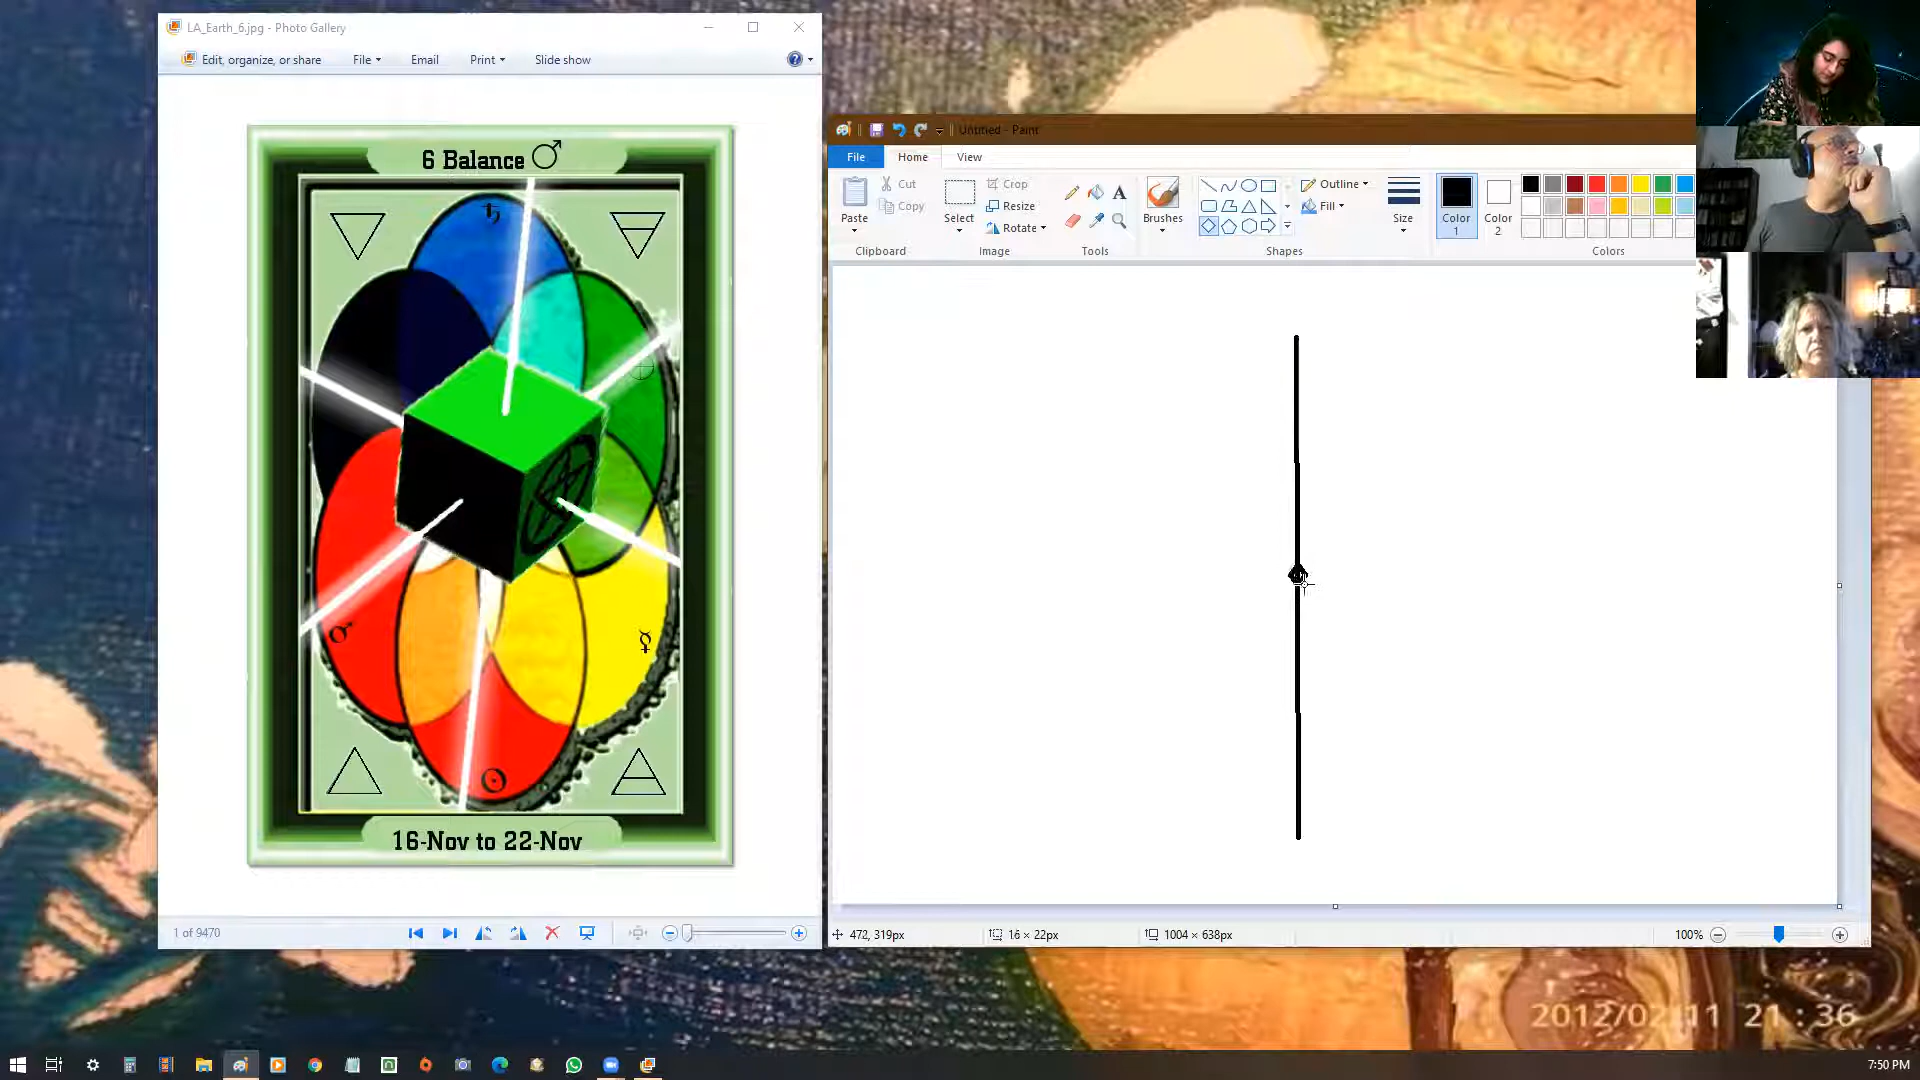 LA_Earth_6.jpg - Photo Gallery
Edit, organize, or share
File
Email
Print
Slide show
6 Balance ♂
♄
♂
☿
☉
16-Nov to 22-Nov
1 of 9470
Untitled - Paint
File
Home
View
Paste
Cut
Copy
Clipboard
Select
Crop
Resize
Rotate
Image
A
Tools
Brushes
Shapes
Outline
Fill
Size
Color
1
Color
2
Colors
472, 319px
16 × 22px
1004 × 638px
100%
2012/02/11 21:36
7:50 PM